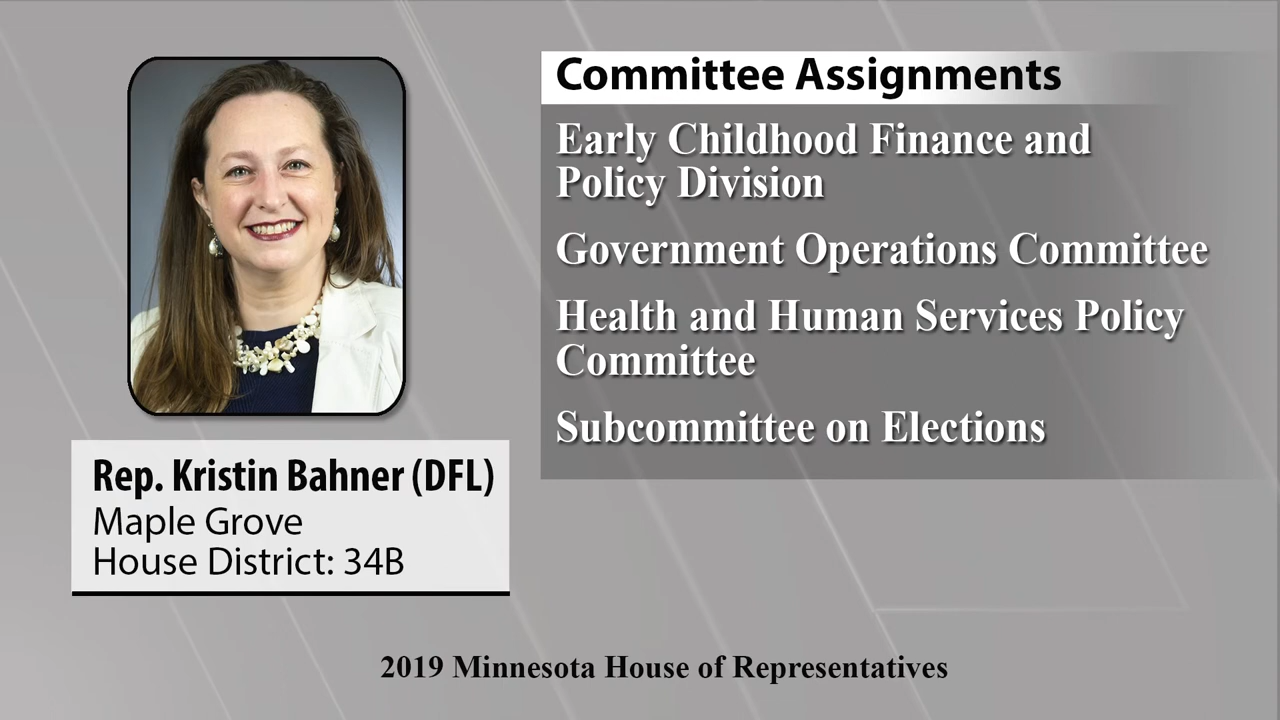 Committee Assignments
Early Childhood Finance and
Policy Division
Government Operations Committee
Health and Human Services Policy
Committee
Subcommittee on Elections
Rep. Kristin Bahner (DFL)
Maple Grove
House District: 34B
2019 Minnesota House of Representatives